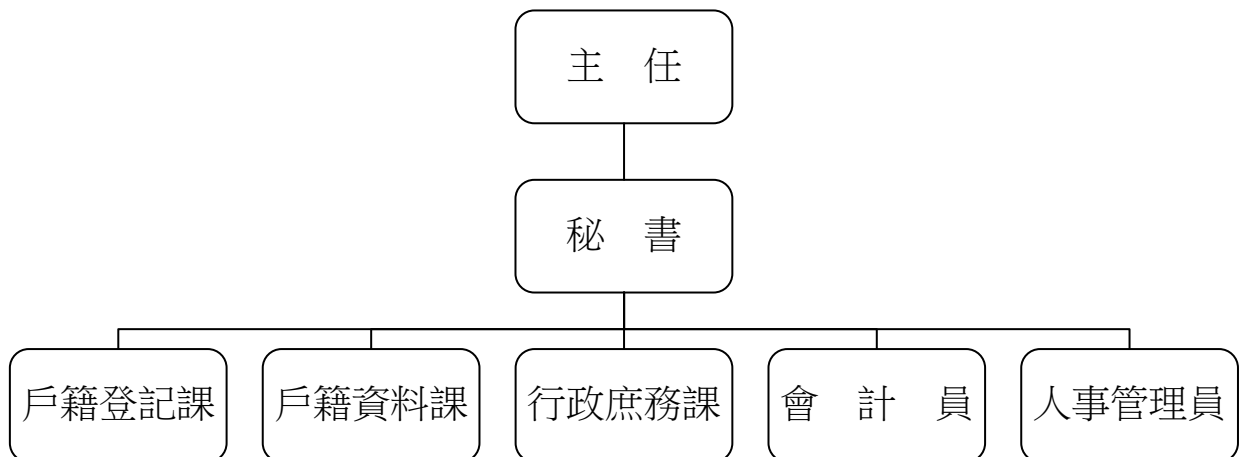 主　任
秘　書
戶籍登記課
戶籍資料課
行政庶務課
會　計　員
人事管理員